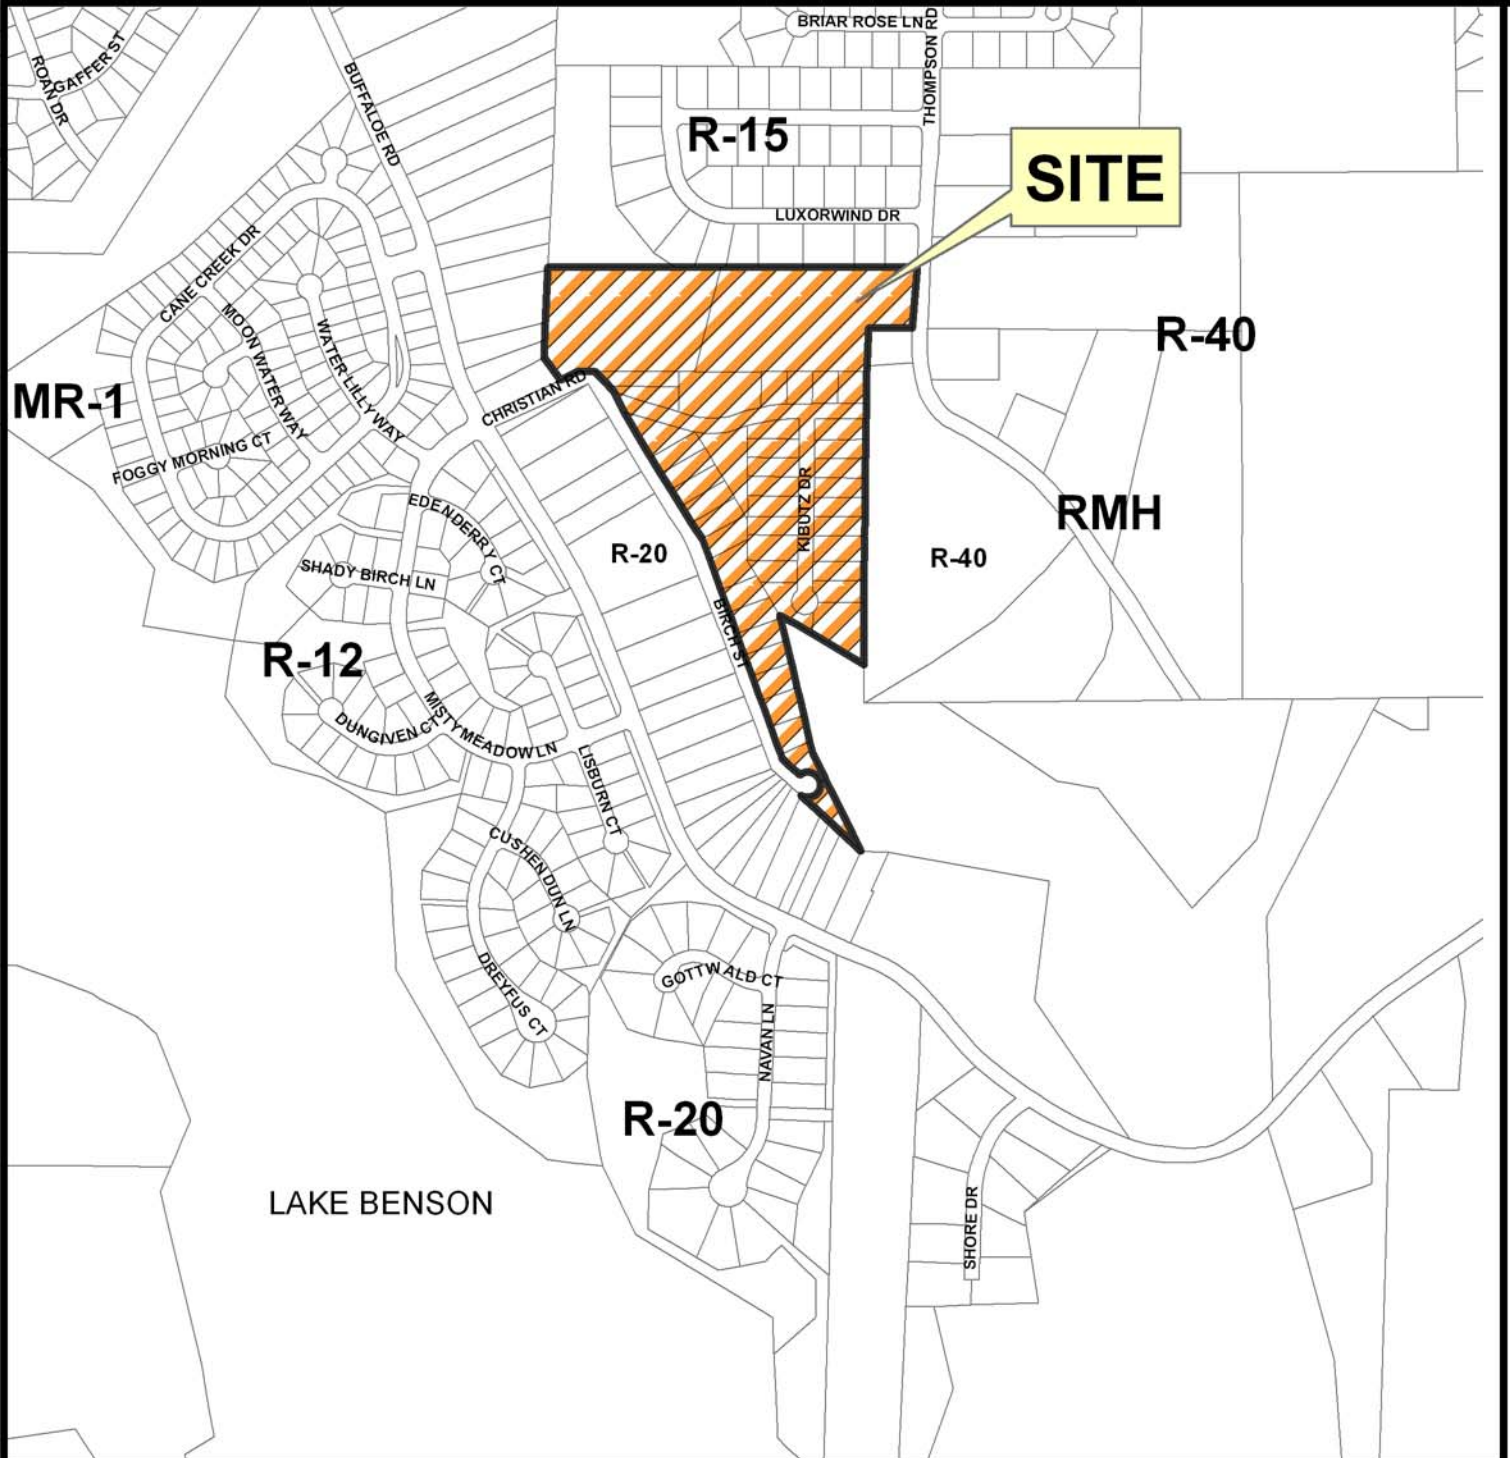 BRIAR ROSE LN
THOMPSON RD
GAFFER ST
ROAN DR
BUFFALOE RD
R-15
SITE
LUXORWIND DR
CANE CREEK DR
MOON WATER WAY
WATER LILLY WAY
R-40
MR-1
CHRISTIAN RD
FOGGY MORNING CT
EDENDERRY CT
KIBUTZ DR
RMH
R-20
R-40
SHADY BIRCH LN
BIRCH ST
R-12
DUNGIVEN CT
MISTY MEADOW LN
LISBURN CT
CUSHENDUN LN
DREYFUS CT
GOTTWALD CT
NAVAN LN
R-20
LAKE BENSON
SHORE DR